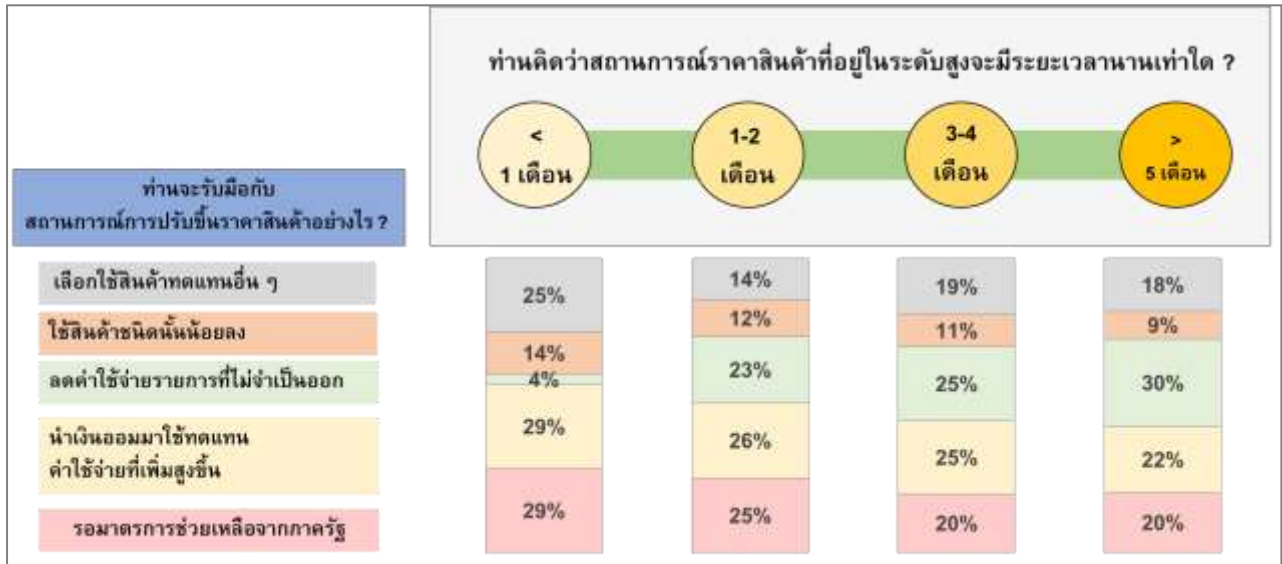 ท่านคิดว่าสถานการณ์ราคาสินค้าที่อยู่ในระดับสูงจะมีระยะเวลานานเท่าใด ?
<
1 เดือน
1-2
เดือน
3-4
เดือน
>
5 เดือน
ท่านจะรับมือกับ
สถานการณ์การปรับขึ้นราคาสินค้าอย่างไร ?
เลือกใช้สินค้าทดแทนอื่น ๆ
25%
14%
19%
18%
ใช้สินค้าชนิดนั้นน้อยลง
14%
12%
11%
9%
ลดค่าใช้จ่ายรายการที่ไม่จำเป็นออก
4%
23%
25%
30%
นำเงินออมมาใช้ทดแทน
ค่าใช้จ่ายที่เพิ่มสูงขึ้น
29%
26%
25%
22%
รอมาตรการช่วยเหลือจากภาครัฐ
29%
25%
20%
20%